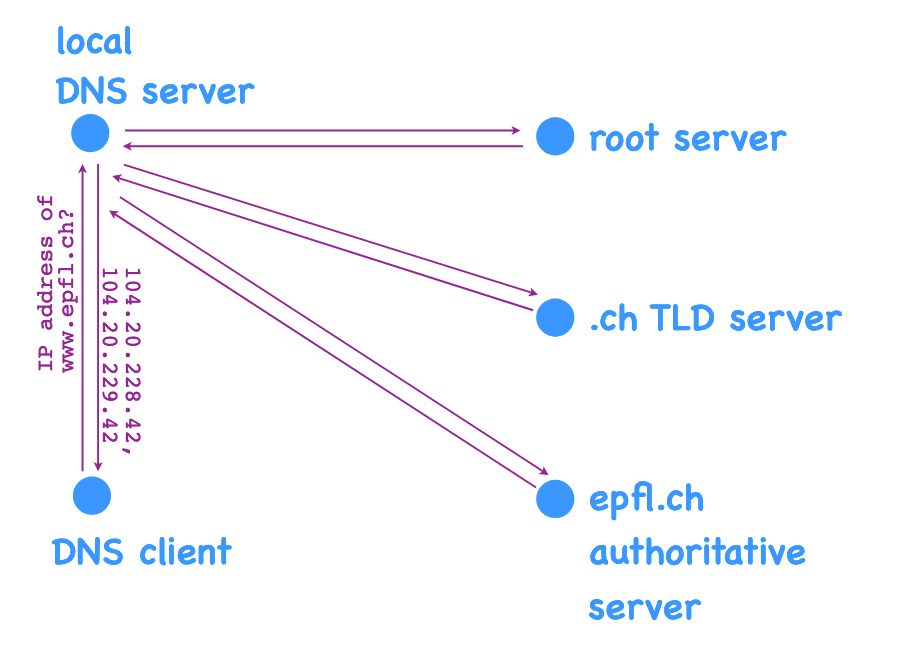 local
DNS server
root server
IP address of
www.epfl.ch?
104.20.228.42,
104.20.229.42
.ch TLD server
DNS client
epfl.ch
authoritative
server